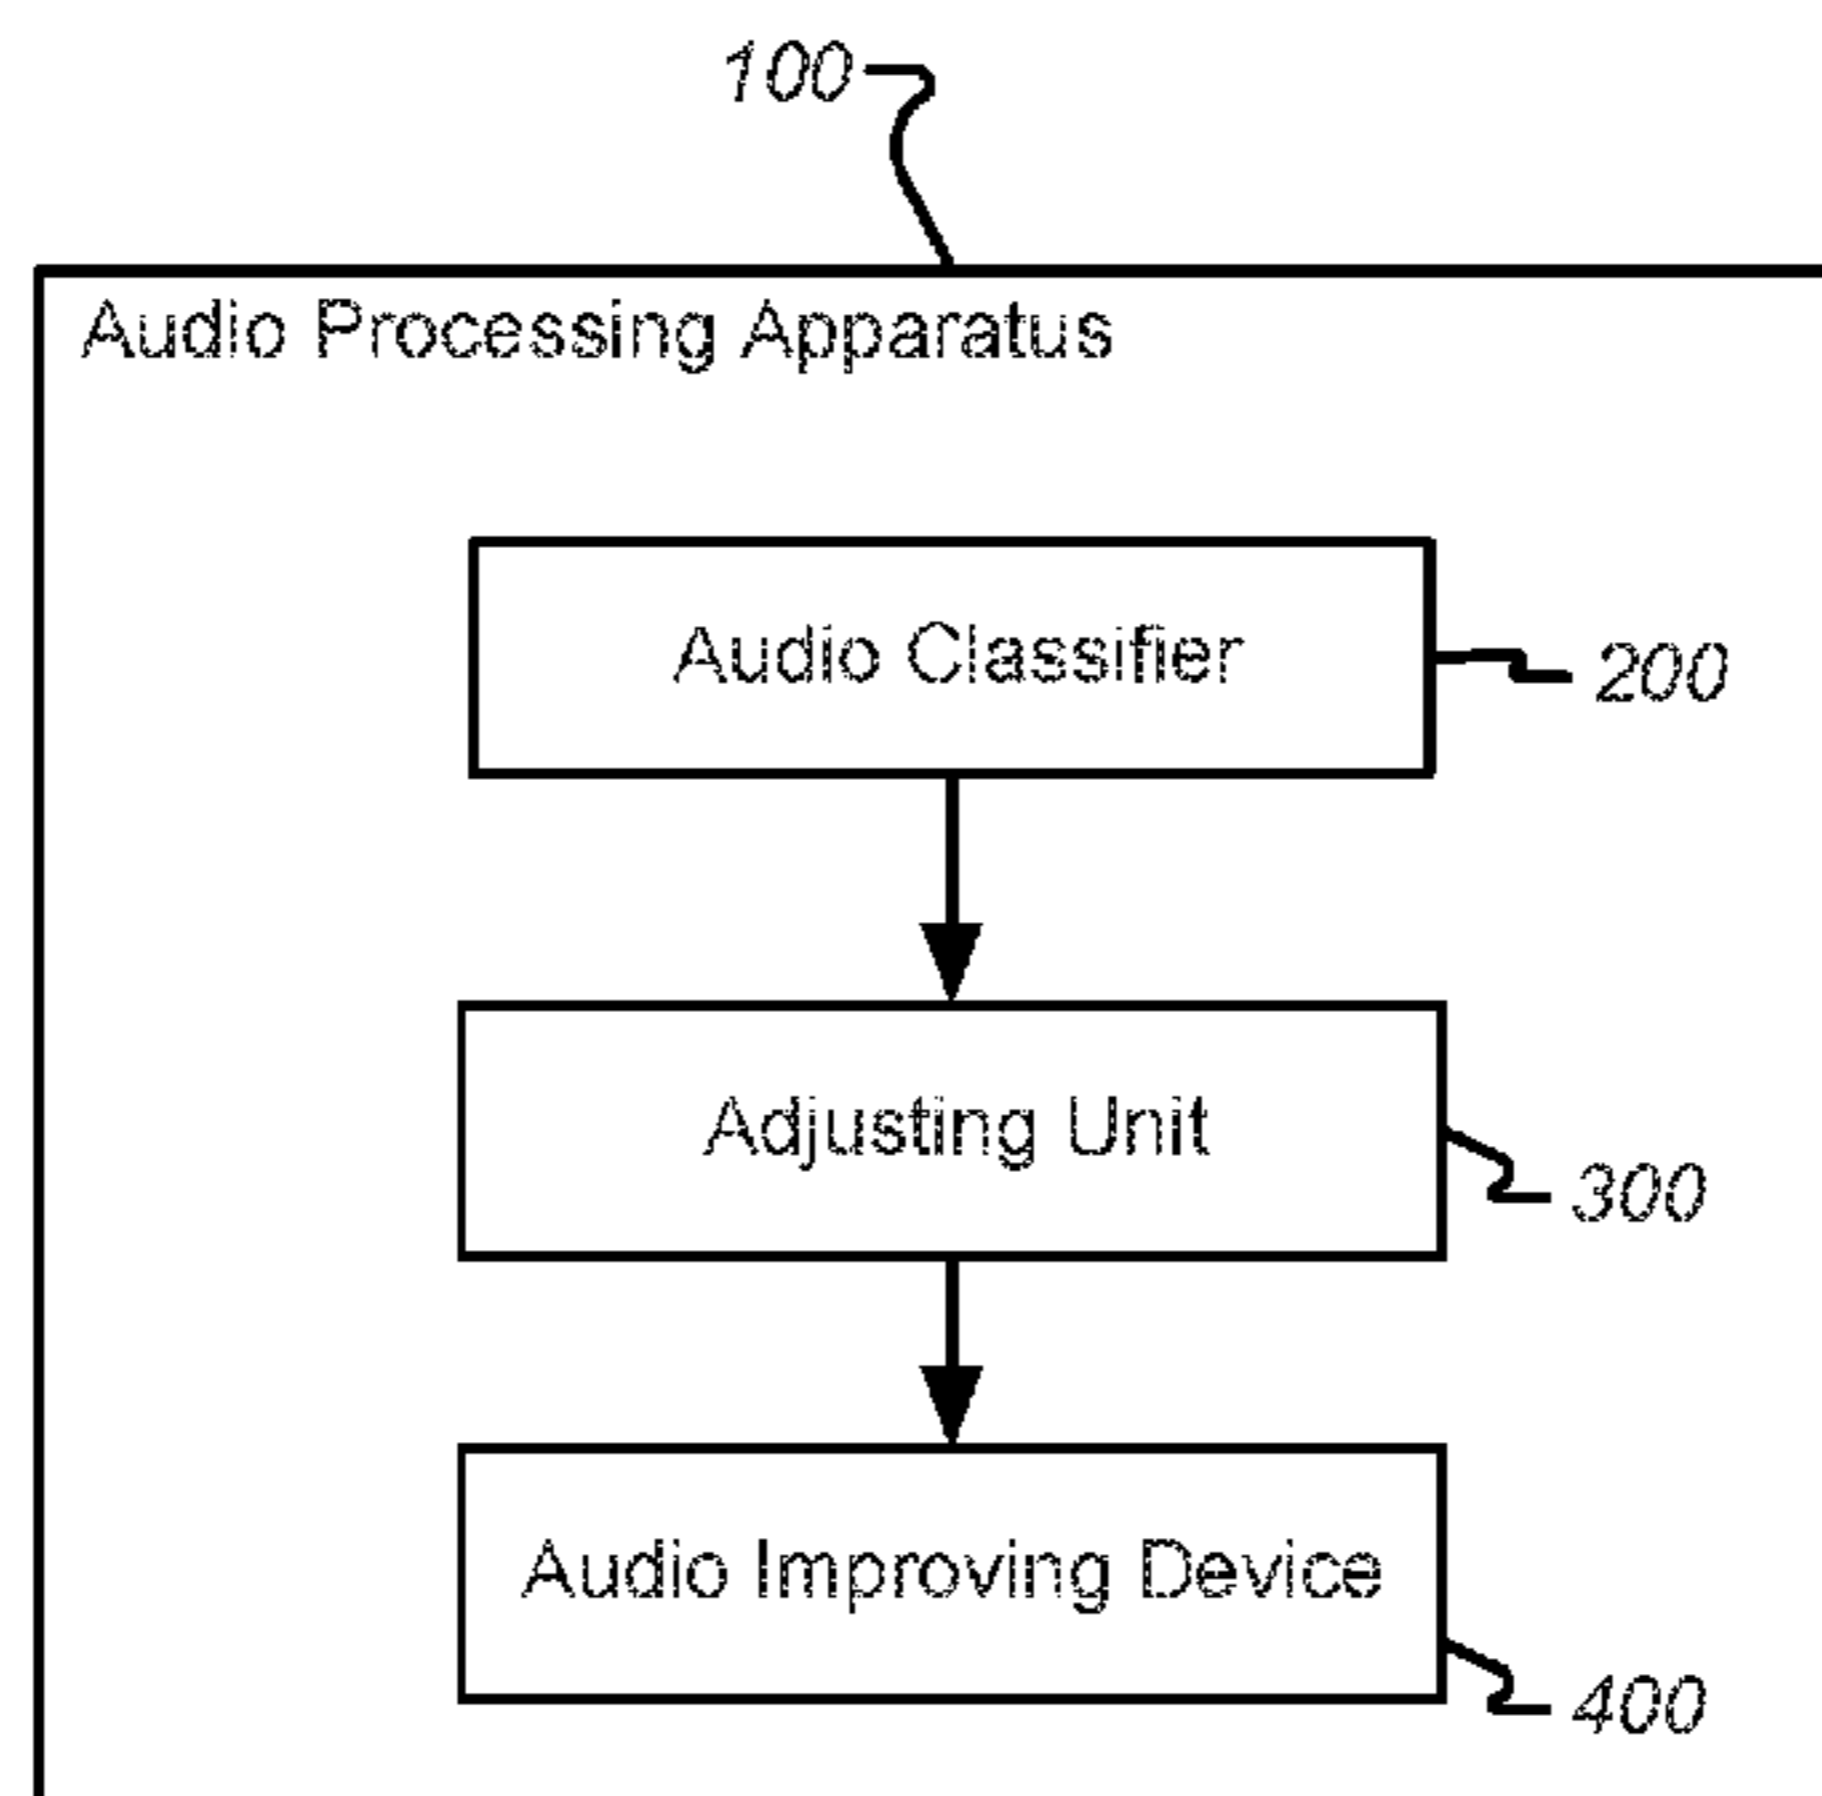 100
Audio Processing Apparatus
Audio Classifier
200
Adjusting Unit
300
Audio Improving Device
400